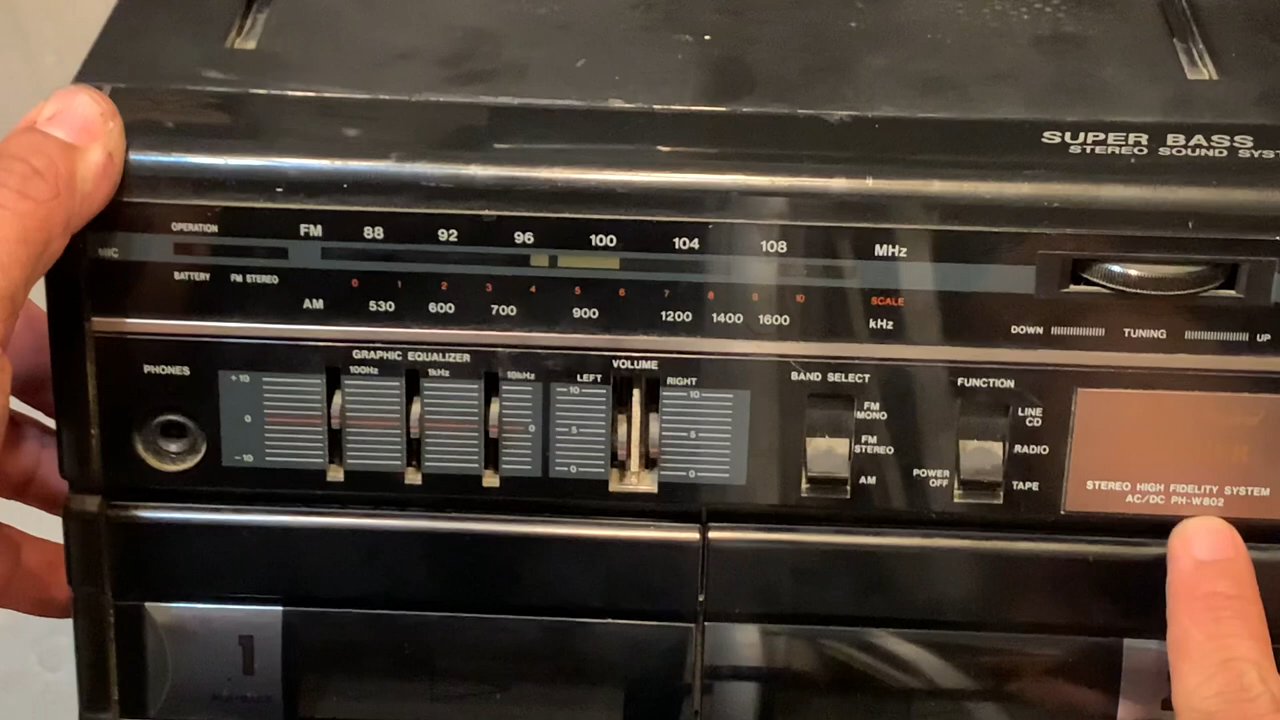 SUPER BASS
STEREO SOUND
OPERATION
FM 88 92 96 100 104 108 MHz
MIC
BATTERY FM STEREO
0 1 2 3 4 5 6 7 8 9 10 SCALE
AM 530 600 700 900 1200 1400 1600 kHz
DOWN TUNING UP
PHONES
GRAPHIC EQUALIZER
100Hz 1kHz 10kHz
+10
0 0
-10
VOLUME
LEFT RIGHT
10 10
5 5
0 0
BAND SELECT
FM
MONO
FM
STEREO
AM
FUNCTION
LINE
CD
RADIO
POWER
OFF
TAPE
STEREO HIGH FIDELITY SYSTEM
AC/DC PH-W802
1